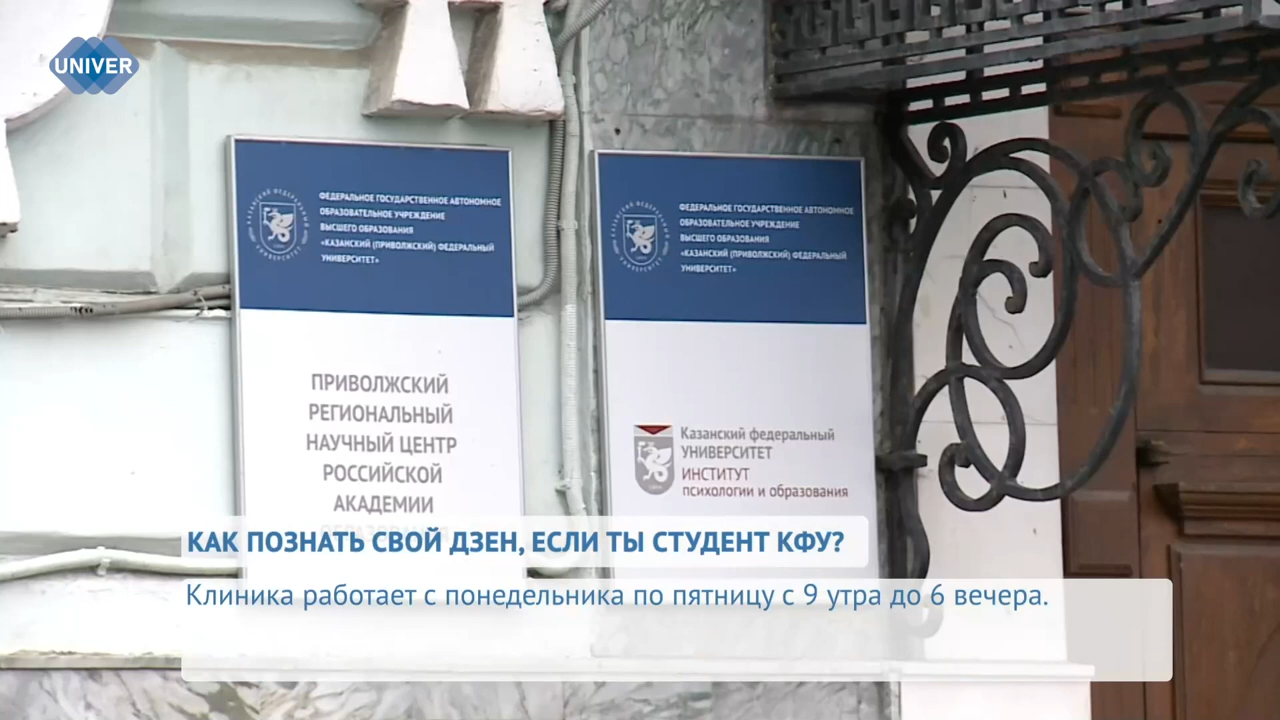 UNIVER
ФЕДЕРАЛЬНОЕ ГОСУДАРСТВЕННОЕ АВТОНОМНОЕ
ОБРАЗОВАТЕЛЬНОЕ УЧРЕЖДЕНИЕ
ВЫСШЕГО ОБРАЗОВАНИЯ
«КАЗАНСКИЙ (ПРИВОЛЖСКИЙ) ФЕДЕРАЛЬНЫЙ
УНИВЕРСИТЕТ»
ПРИВОЛЖСКИЙ
РЕГИОНАЛЬНЫЙ
НАУЧНЫЙ ЦЕНТР
РОССИЙСКОЙ
АКАДЕМИИ
ФЕДЕРАЛЬНОЕ ГОСУДАРСТВЕННОЕ АВТОНОМНОЕ
ОБРАЗОВАТЕЛЬНОЕ УЧРЕЖДЕНИЕ
ВЫСШЕГО ОБРАЗОВАНИЯ
«КАЗАНСКИЙ (ПРИВОЛЖСКИЙ) ФЕДЕРАЛЬНЫЙ
УНИВЕРСИТЕТ»
Казанский федеральный
УНИВЕРСИТЕТ
ИНСТИТУТ
психологии и образования
КАК ПОЗНАТЬ СВОЙ ДЗЕН, ЕСЛИ ТЫ СТУДЕНТ КФУ?
Клиника работает с понедельника по пятницу с 9 утра до 6 вечера.